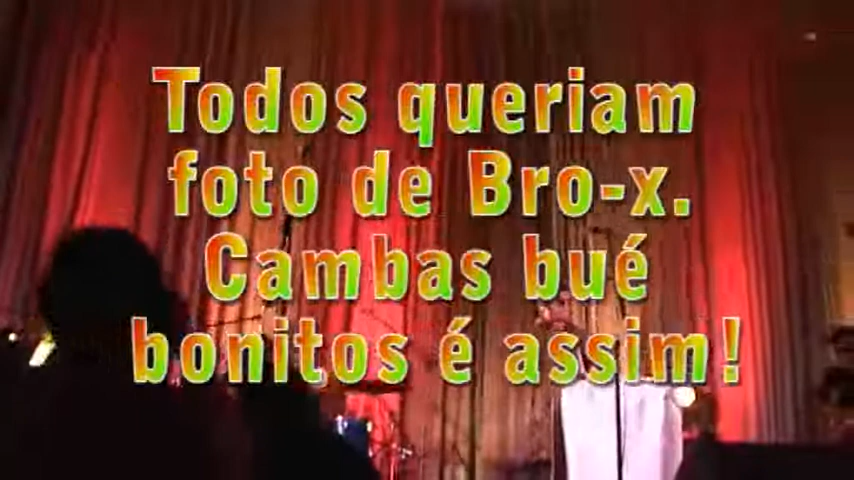 Todos queriam
foto de Bro-x.
Cambas bué
bonitos é assim!